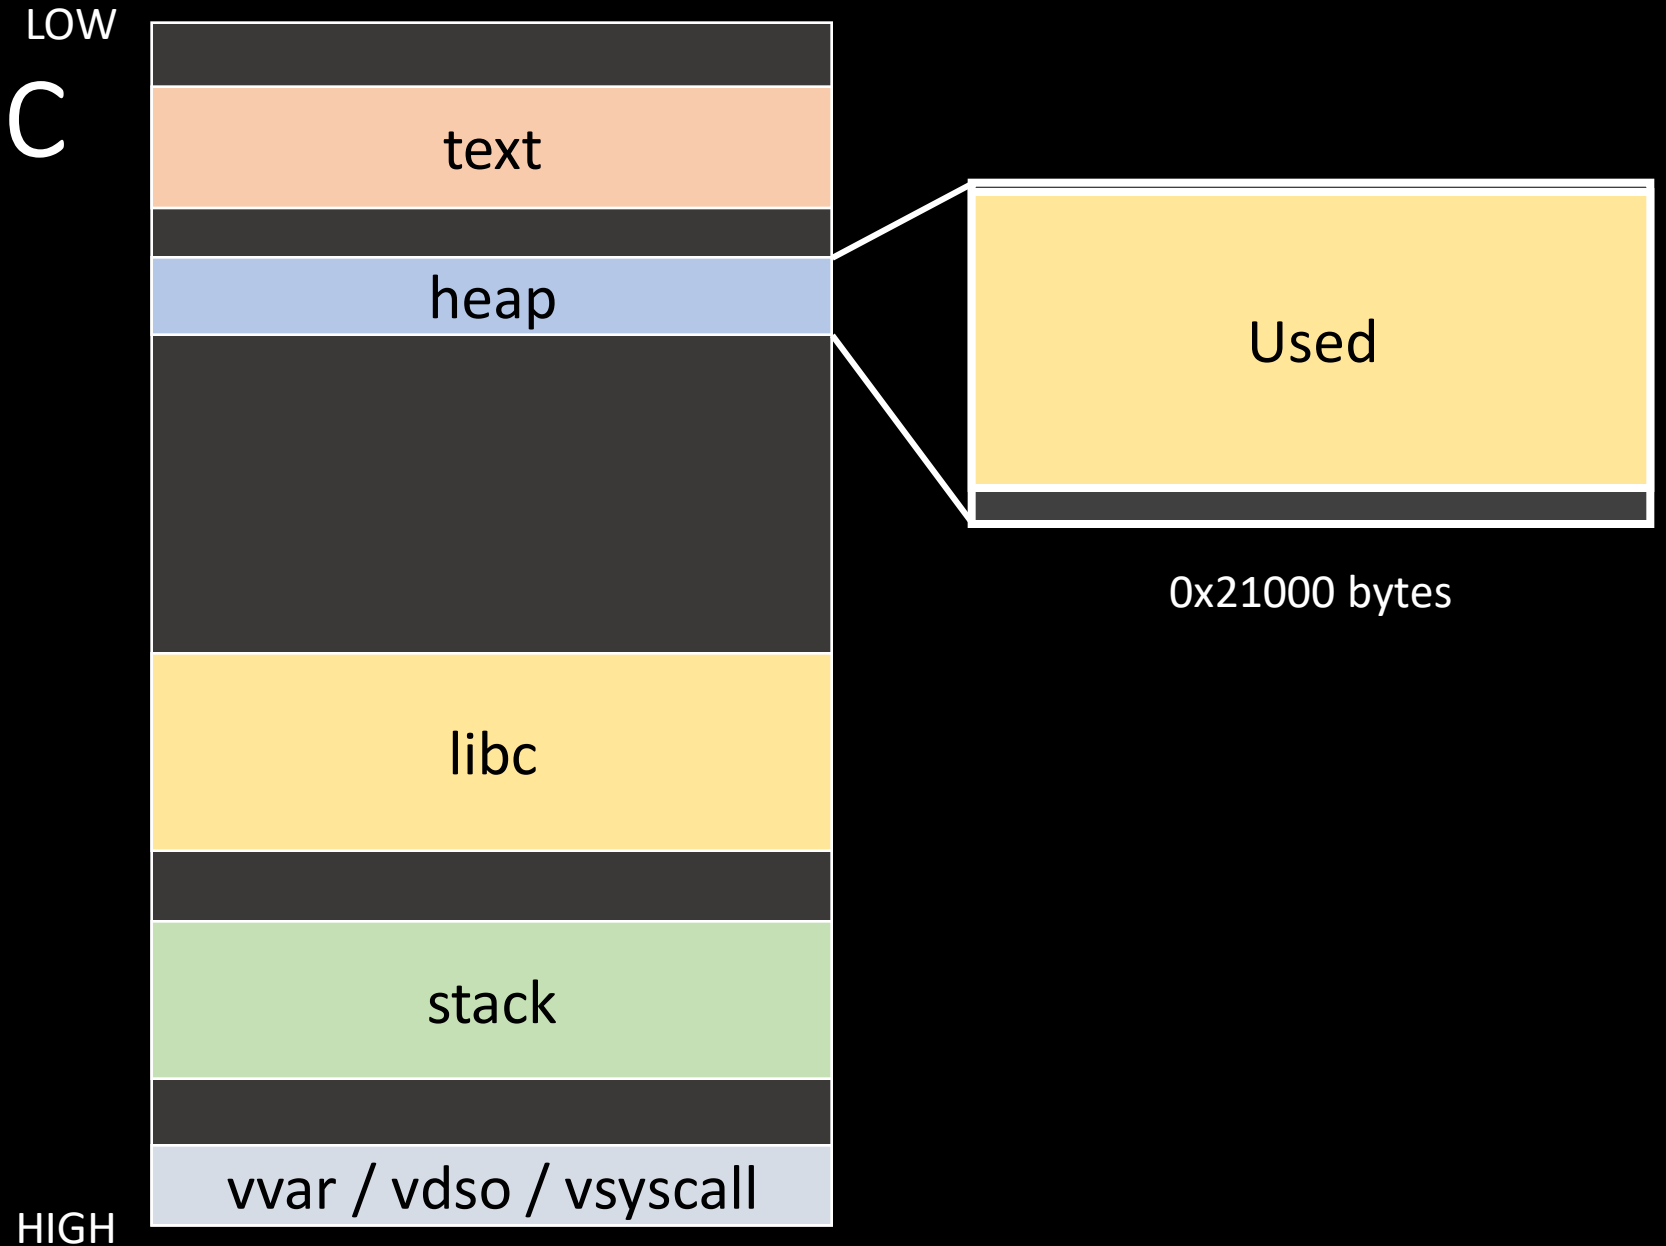 LOW
C
text
heap
Used
0x21000 bytes
libc
stack
vvar / vdso / vsyscall
HIGH